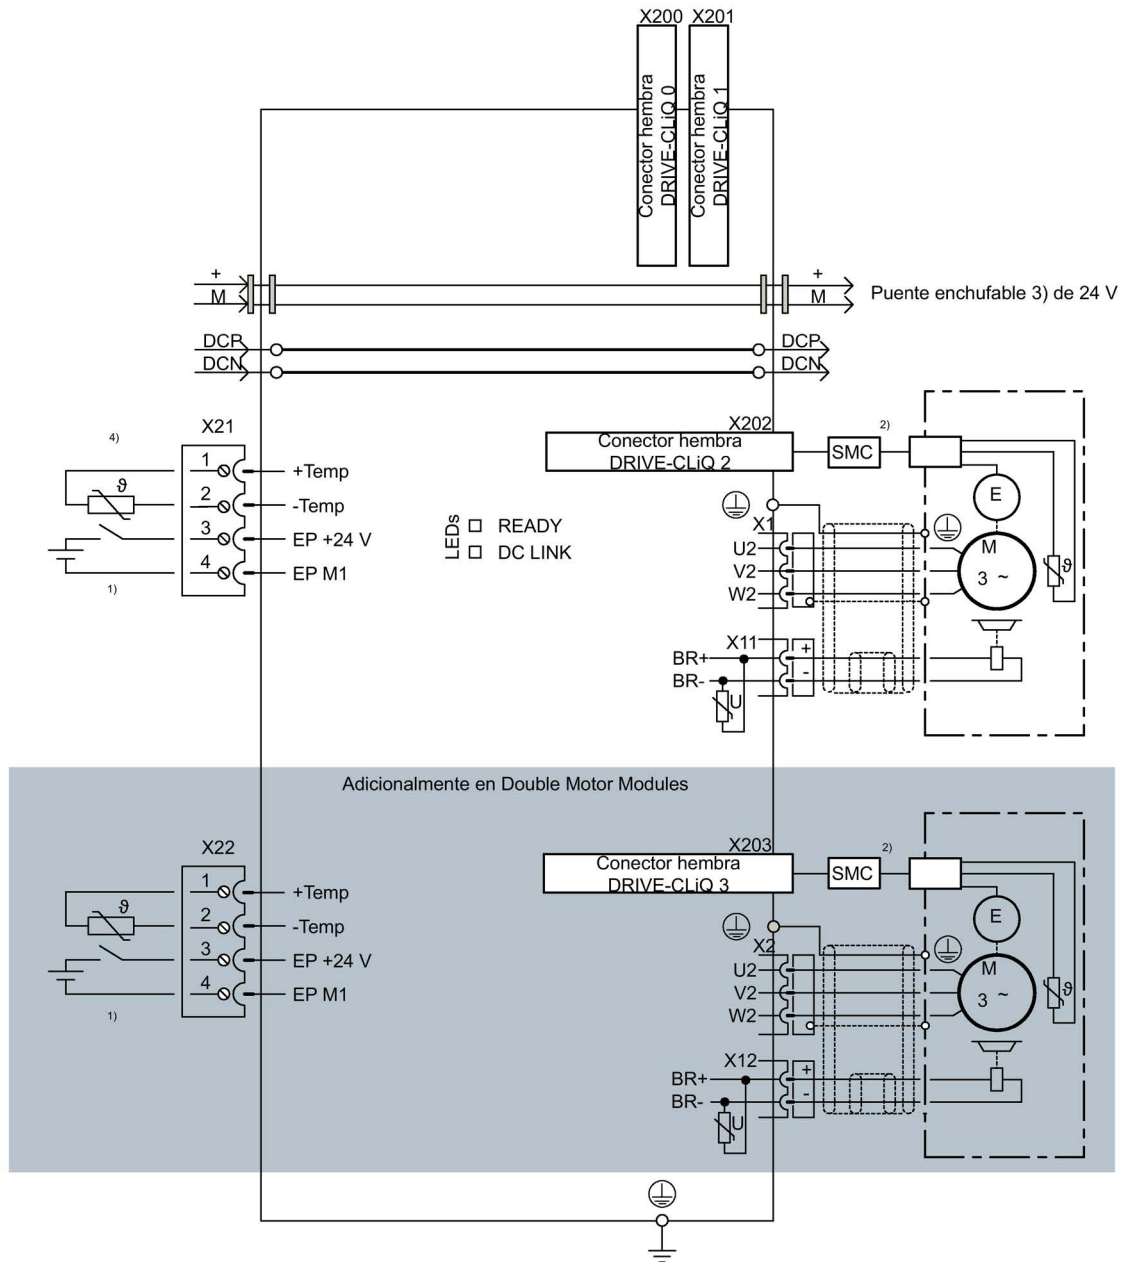 X200 X201
Conector hembra
DRIVE-CLiQ 0
Conector hembra
DRIVE-CLiQ 1
+ +
M M
Puente enchufable 3) de 24 V
DCP DCP
DCN DCN
X21
4)
1 +Temp
ϑ
2 -Temp
3 EP +24 V
4 EP M1
1)
LEDs
READY
DC LINK
X202
Conector hembra
DRIVE-CLiQ 2
SMC
2)
E
X1
U2
V2
W2
M
3 ~
ϑ
X11
BR+ +
BR- -
U
Adicionalmente en Double Motor Modules
X22
1 +Temp
ϑ
2 -Temp
3 EP +24 V
4 EP M1
1)
X203
Conector hembra
DRIVE-CLiQ 3
SMC
2)
E
X2
U2
V2
W2
M
3 ~
ϑ
X12
BR+ +
BR- -
U